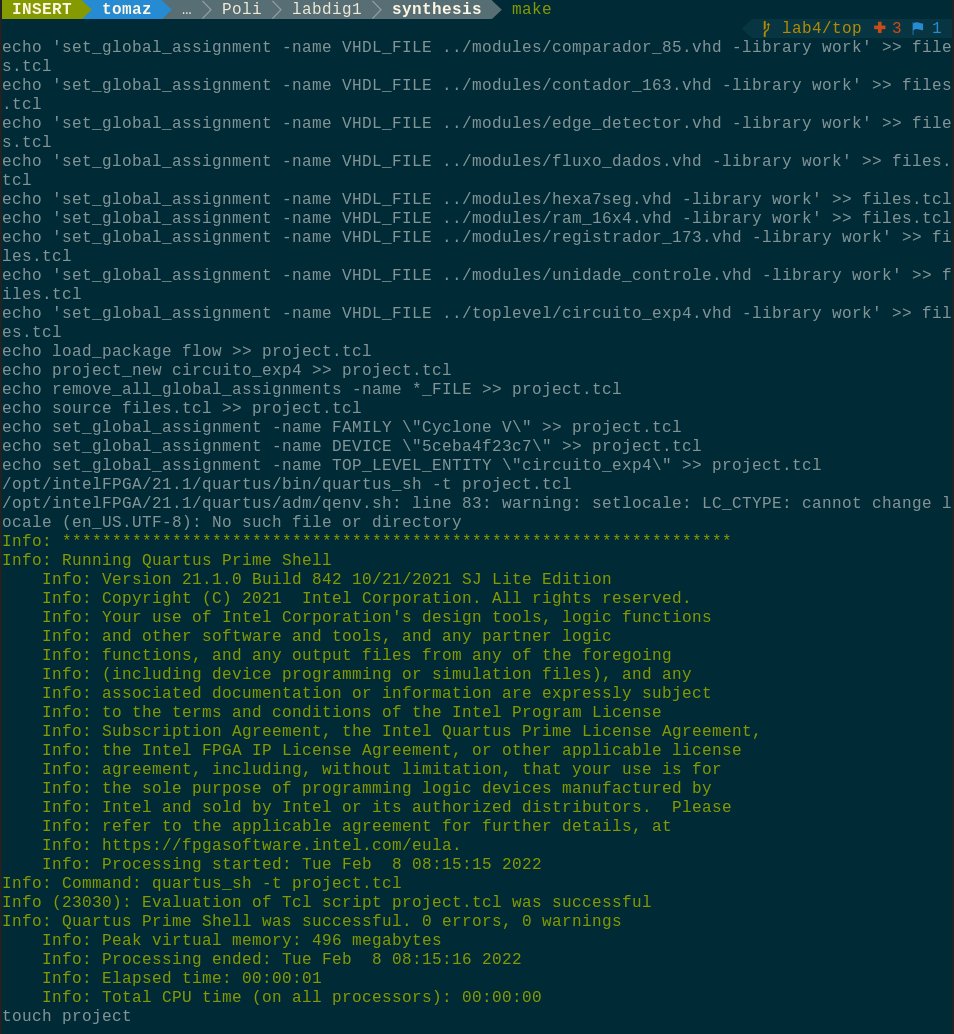 INSERT tomaz … Poli labdig1 synthesis make
lab4/top 3 1
echo 'set_global_assignment -name VHDL_FILE ../modules/comparador_85.vhd -library work' >> file
s.tcl
echo 'set_global_assignment -name VHDL_FILE ../modules/contador_163.vhd -library work' >> files
.tcl
echo 'set_global_assignment -name VHDL_FILE ../modules/edge_detector.vhd -library work' >> file
s.tcl
echo 'set_global_assignment -name VHDL_FILE ../modules/fluxo_dados.vhd -library work' >> files.
tcl
echo 'set_global_assignment -name VHDL_FILE ../modules/hexa7seg.vhd -library work' >> files.tcl
echo 'set_global_assignment -name VHDL_FILE ../modules/ram_16x4.vhd -library work' >> files.tcl
echo 'set_global_assignment -name VHDL_FILE ../modules/registrador_173.vhd -library work' >> fi
les.tcl
echo 'set_global_assignment -name VHDL_FILE ../modules/unidade_controle.vhd -library work' >> f
iles.tcl
echo 'set_global_assignment -name VHDL_FILE ../toplevel/circuito_exp4.vhd -library work' >> fil
es.tcl
echo load_package flow >> project.tcl
echo project_new circuito_exp4 >> project.tcl
echo remove_all_global_assignments -name *_FILE >> project.tcl
echo source files.tcl >> project.tcl
echo set_global_assignment -name FAMILY \"Cyclone V\" >> project.tcl
echo set_global_assignment -name DEVICE \"5ceba4f23c7\" >> project.tcl
echo set_global_assignment -name TOP_LEVEL_ENTITY \"circuito_exp4\" >> project.tcl
/opt/intelFPGA/21.1/quartus/bin/quartus_sh -t project.tcl
/opt/intelFPGA/21.1/quartus/adm/qenv.sh: line 83: warning: setlocale: LC_CTYPE: cannot change l
ocale (en_US.UTF-8): No such file or directory
Info: *******************************************************************
Info: Running Quartus Prime Shell
    Info: Version 21.1.0 Build 842 10/21/2021 SJ Lite Edition
    Info: Copyright (C) 2021  Intel Corporation. All rights reserved.
    Info: Your use of Intel Corporation's design tools, logic functions
    Info: and other software and tools, and any partner logic
    Info: functions, and any output files from any of the foregoing
    Info: (including device programming or simulation files), and any
    Info: associated documentation or information are expressly subject
    Info: to the terms and conditions of the Intel Program License
    Info: Subscription Agreement, the Intel Quartus Prime License Agreement,
    Info: the Intel FPGA IP License Agreement, or other applicable license
    Info: agreement, including, without limitation, that your use is for
    Info: the sole purpose of programming logic devices manufactured by
    Info: Intel and sold by Intel or its authorized distributors.  Please
    Info: refer to the applicable agreement for further details, at
    Info: https://fpgasoftware.intel.com/eula.
    Info: Processing started: Tue Feb  8 08:15:15 2022
Info: Command: quartus_sh -t project.tcl
Info (23030): Evaluation of Tcl script project.tcl was successful
Info: Quartus Prime Shell was successful. 0 errors, 0 warnings
    Info: Peak virtual memory: 496 megabytes
    Info: Processing ended: Tue Feb  8 08:15:16 2022
    Info: Elapsed time: 00:00:01
    Info: Total CPU time (on all processors): 00:00:00
touch project